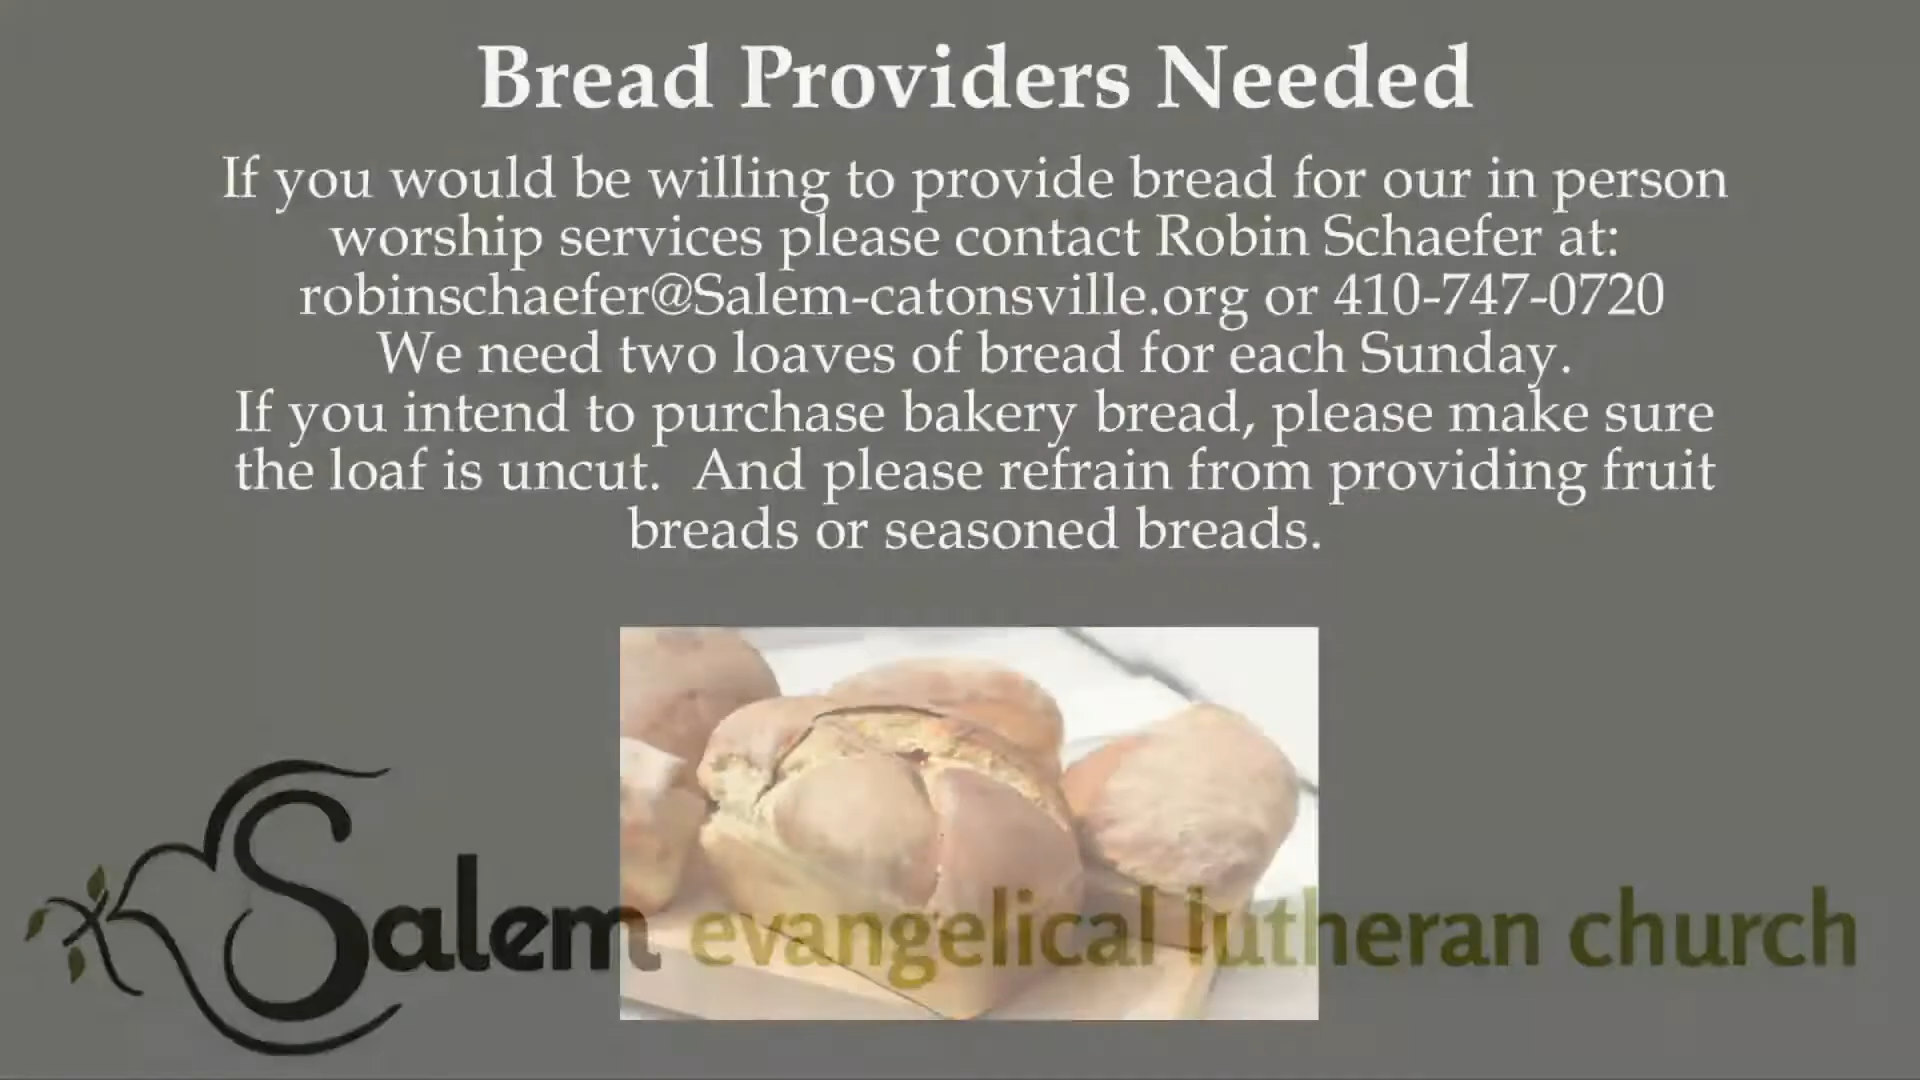 Bread Providers Needed
If you would be willing to provide bread for our in person
worship services please contact Robin Schaefer at:
robinschaefer@Salem-catonsville.org or 410-747-0720
We need two loaves of bread for each Sunday.
If you intend to purchase bakery bread, please make sure
the loaf is uncut.  And please refrain from providing fruit
breads or seasoned breads.
Salem evangelical lutheran church